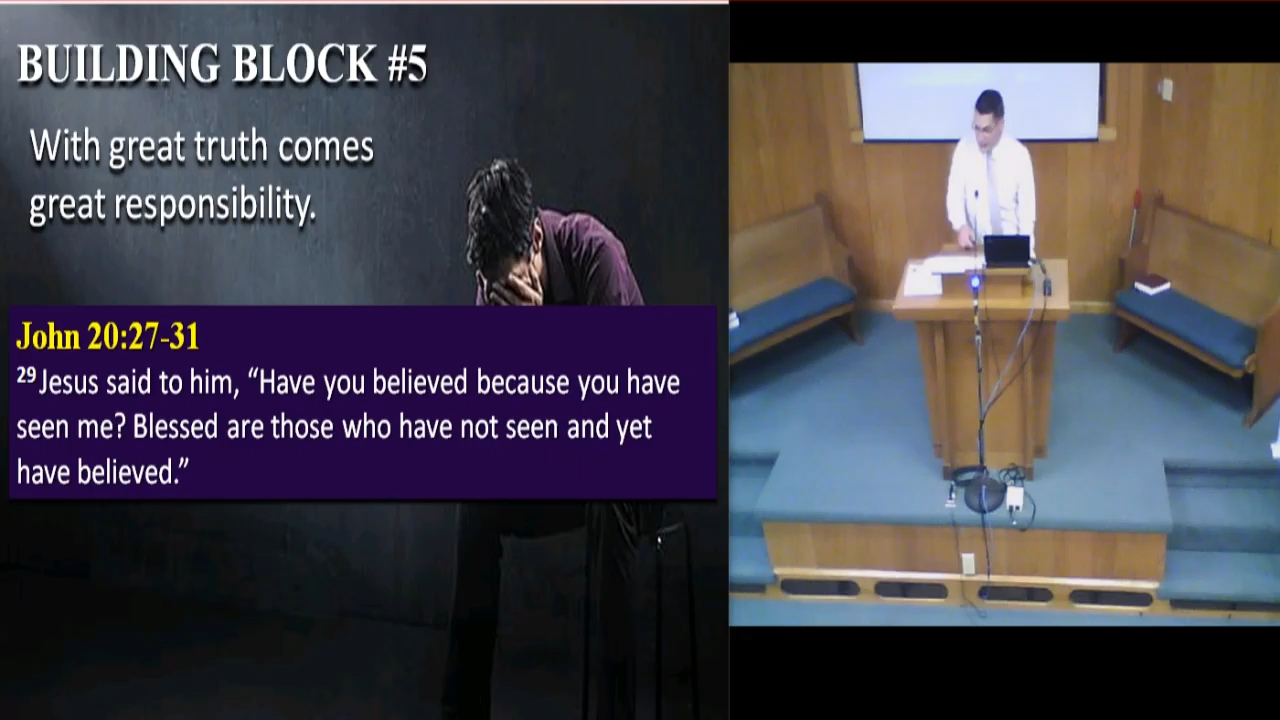 BUILDING BLOCK #5
With great truth comes
great responsibility.
John 20:27-31
29 Jesus said to him, “Have you believed because you have
seen me? Blessed are those who have not seen and yet
have believed.”